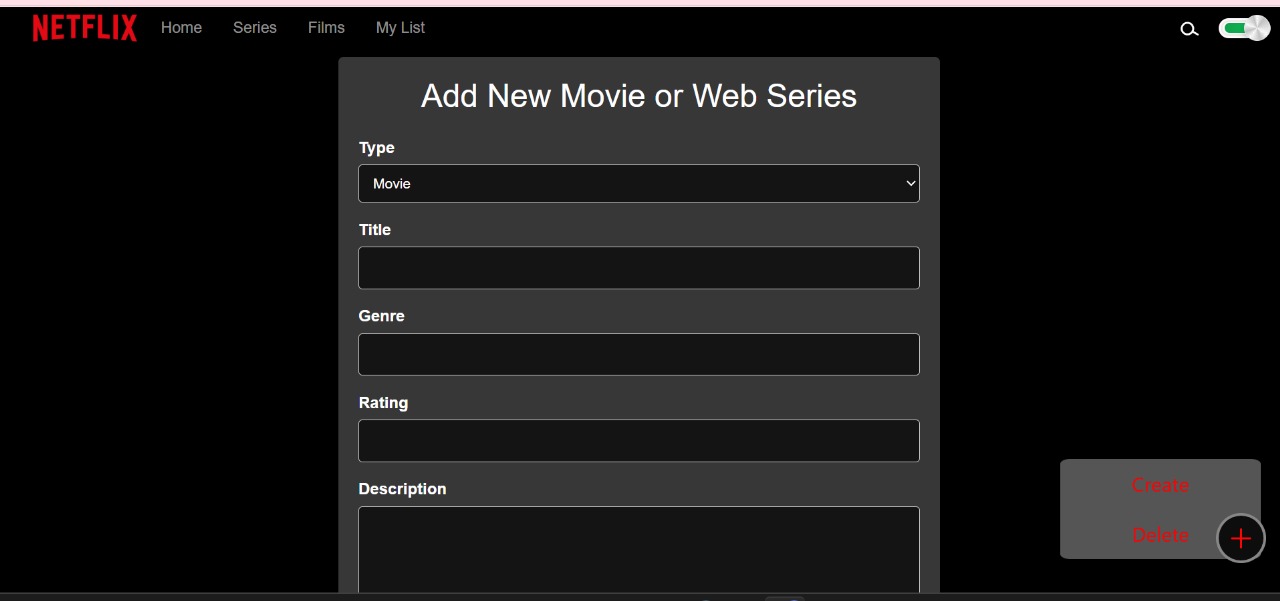 NETFLIX Home Series Films My List
Add New Movie or Web Series
Type
Movie
Title
Genre
Rating
Description
Create
Delete